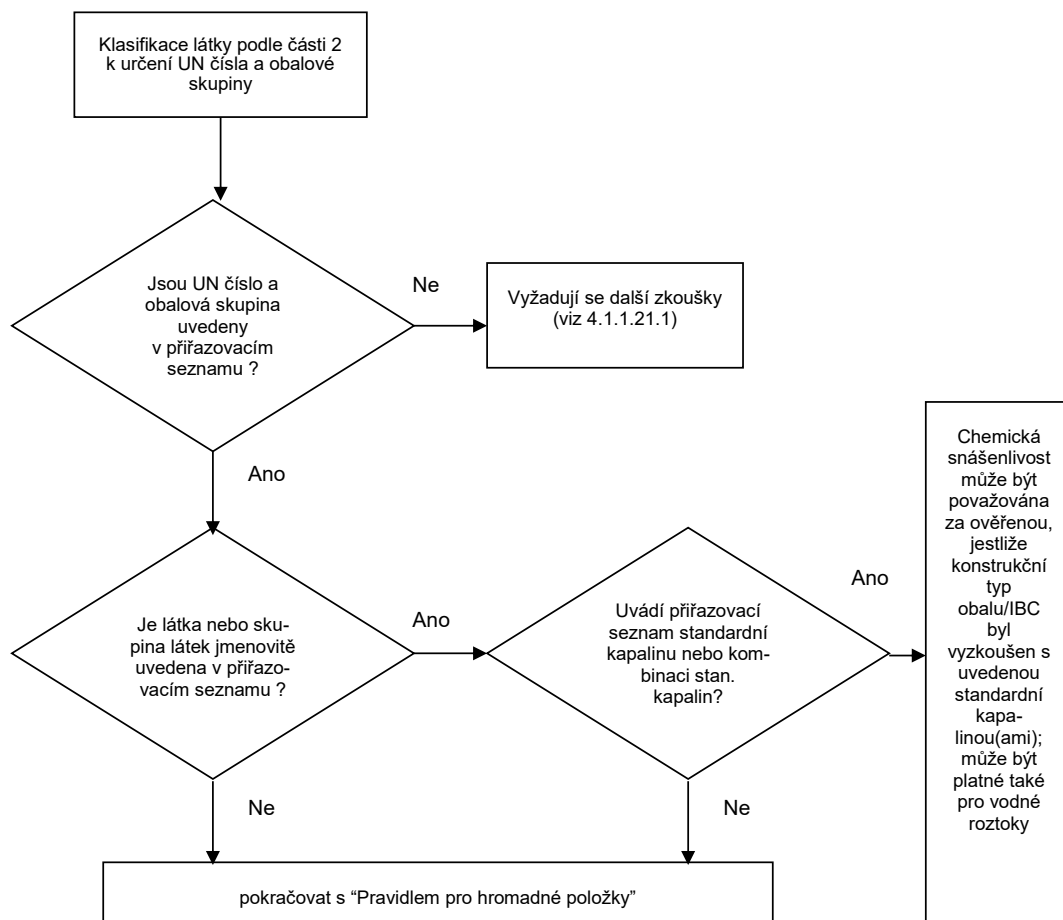 Klasifikace látky podle části 2
k určení UN čísla a obalové
skupiny
Jsou UN číslo a
obalová skupina
uvedeny
v přiřazovacím
seznamu ?
Ne
Vyžadují se další zkoušky
(viz 4.1.1.21.1)
Ano
Je látka nebo sku-
pina látek jmenovitě
uvedena v přiřazo-
vacím seznamu ?
Ano
Uvádí přiřazovací
seznam standardní
kapalinu nebo kom-
binaci stan.
kapalin?
Ano
Chemická
snášenlivost
může být
považována
za ověřenou,
jestliže
konstrukční
typ
obalu/IBC
byl
vyzkoušen s
uvedenou
standardní
kapa-
linou(ami);
může být
platné také
pro vodné
roztoky
Ne
Ne
pokračovat s “Pravidlem pro hromadné položky”